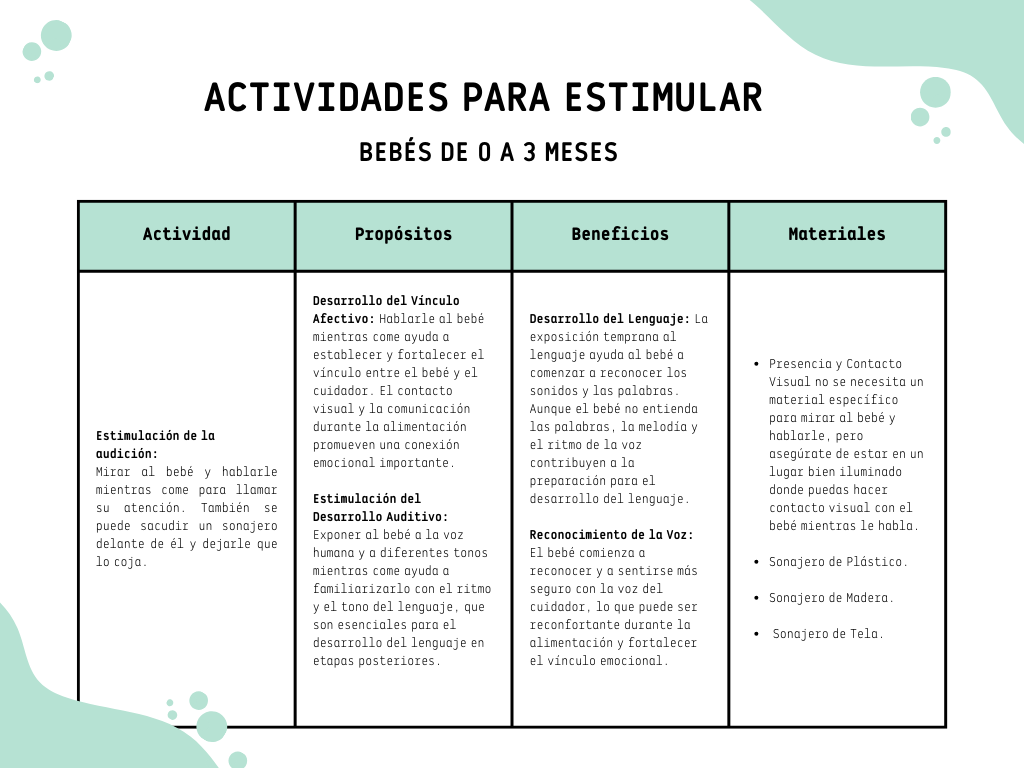 ACTIVIDADES PARA ESTIMULAR
BEBÉS DE 0 A 3 MESES
Actividad
Propósitos
Beneficios
Materiales
Estimulación de la
audición:
Mirar al bebé y hablarle
mientras come para llamar
su atención. También se
puede sacudir un sonajero
delante de él y dejarle que
lo coja.
Desarrollo del Vínculo
Afectivo: Hablarle al bebé
mientras come ayuda a
establecer y fortalecer el
vínculo entre el bebé y el
cuidador. El contacto
visual y la comunicación
durante la alimentación
promueven una conexión
emocional importante.
Estimulación del
Desarrollo Auditivo:
Exponer al bebé a la voz
humana y a diferentes tonos
mientras come ayuda a
familiarizarlo con el ritmo
y el tono del lenguaje, que
son esenciales para el
desarrollo del lenguaje en
etapas posteriores.
Desarrollo del Lenguaje: La
exposición temprana al
lenguaje ayuda al bebé a
comenzar a reconocer los
sonidos y las palabras.
Aunque el bebé no entienda
las palabras, la melodía y
el ritmo de la voz
contribuyen a la
preparación para el
desarrollo del lenguaje.
Reconocimiento de la Voz:
El bebé comienza a
reconocer y a sentirse más
seguro con la voz del
cuidador, lo que puede ser
reconfortante durante la
alimentación y fortalecer
el vínculo emocional.
• Presencia y Contacto
Visual no se necesita un
material específico
para mirar al bebé y
hablarle, pero
asegúrate de estar en un
lugar bien iluminado
donde puedas hacer
contacto visual con el
bebé mientras le habla.
• Sonajero de Plástico.
• Sonajero de Madera.
• Sonajero de Tela.